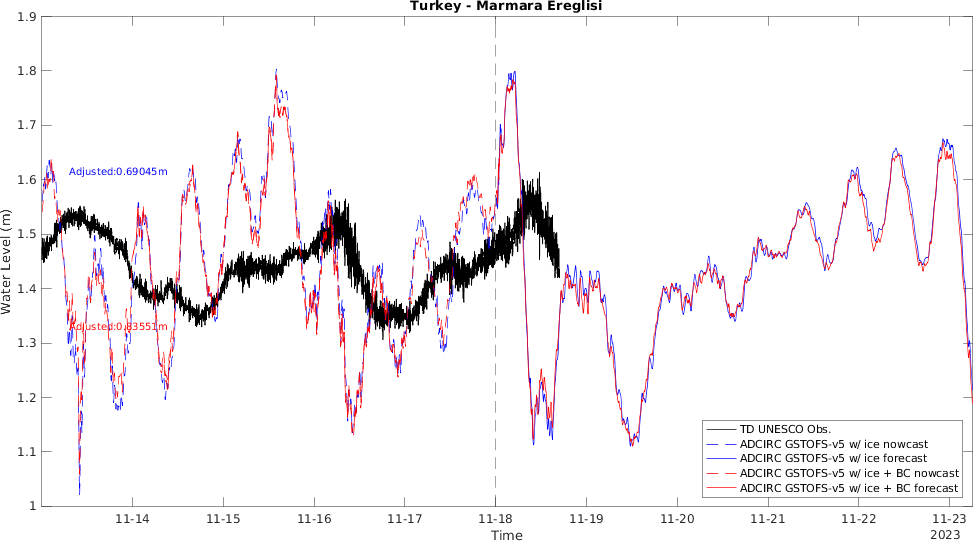 Turkey - Marmara Ereglisi
1.9
1.8
1.7
1.6
1.5
1.4
1.3
1.2
1.1
1
Water Level (m)
Adjusted:0.69045m
Adjusted:0.83551m
TD UNESCO Obs.
ADCIRC GSTOFS-v5 w/ ice nowcast
ADCIRC GSTOFS-v5 w/ ice forecast
ADCIRC GSTOFS-v5 w/ ice + BC nowcast
ADCIRC GSTOFS-v5 w/ ice + BC forecast
11-14 11-15 11-16 11-17 11-18 11-19 11-20 11-21 11-22 11-23
Time
2023